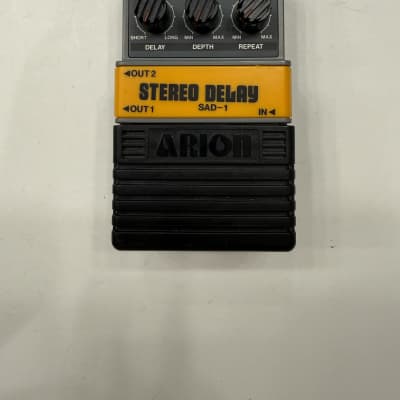 SHORT LONG MIN MAX MIN MAX
DELAY DEPTH REPEAT
◄OUT2
STEREO DELAY
◄OUT1 SAD-1 IN◄
ARION